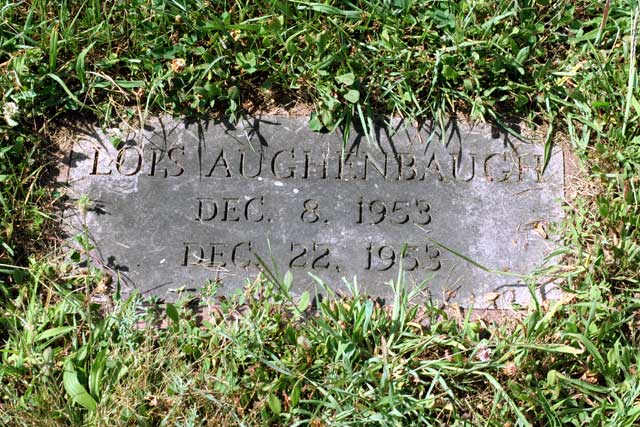 LOIS AUGHENBAUGH
DEC. 8. 1953
DEC. 22, 1953